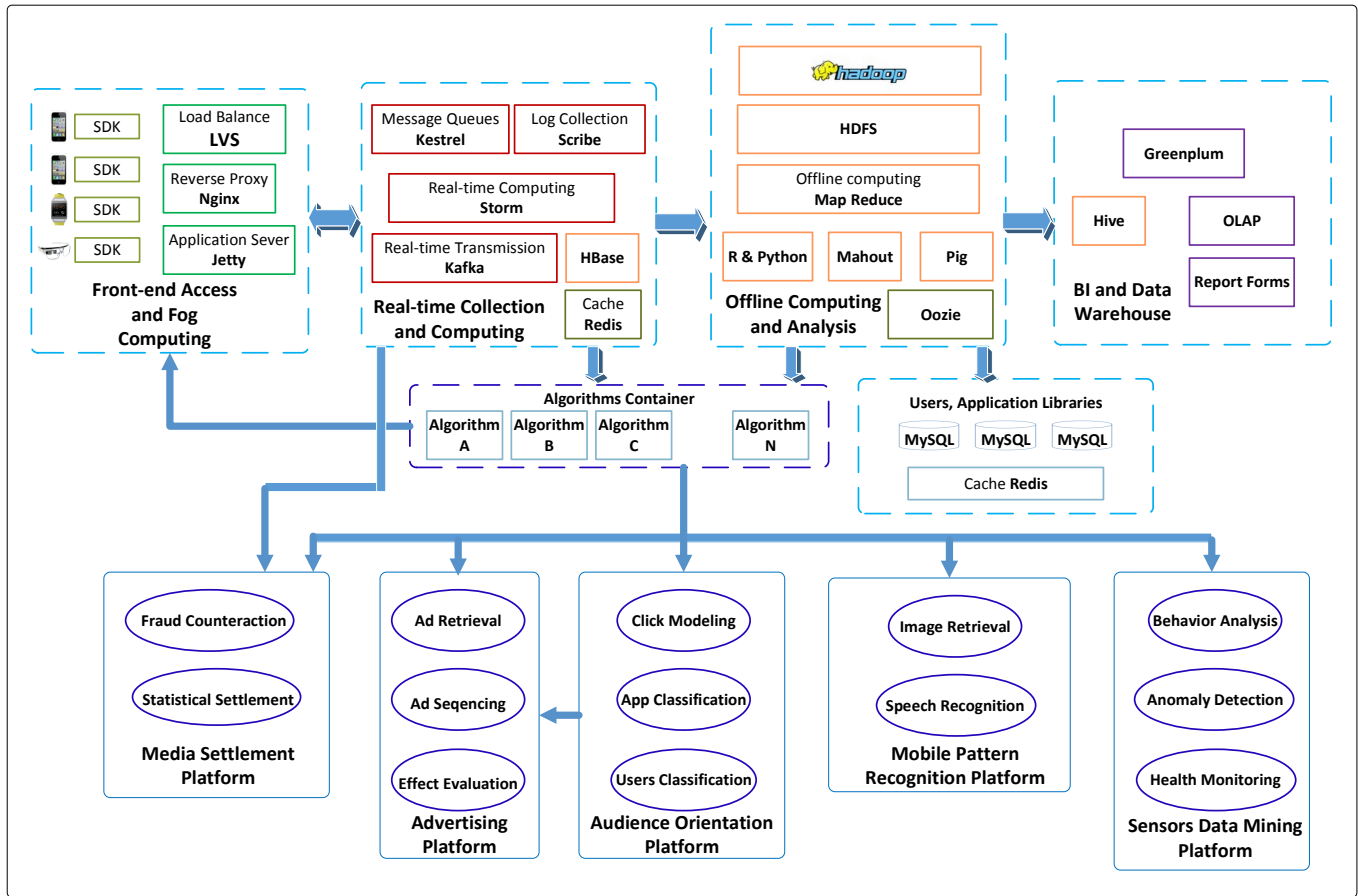 SDK
SDK
SDK
SDK
Load Balance
LVS
Reverse Proxy
Nginx
Application Sever
Jetty
Front-end Access
and Fog
Computing
Message Queues
Kestrel
Log Collection
Scribe
Real-time Computing
Storm
Real-time Transmission
Kafka
HBase
Cache
Redis
Real-time Collection
and Computing
hadoop
HDFS
Offline computing
Map Reduce
R & Python
Mahout
Pig
Oozie
Offline Computing
and Analysis
Greenplum
Hive
OLAP
Report Forms
BI and Data
Warehouse
Algorithms Container
Algorithm
A
Algorithm
B
Algorithm
C
Algorithm
N
Users, Application Libraries
MySQL
MySQL
MySQL
Cache Redis
Fraud Counteraction
Statistical Settlement
Media Settlement
Platform
Ad Retrieval
Ad Seqencing
Effect Evaluation
Advertising
Platform
Click Modeling
App Classification
Users Classification
Audience Orientation
Platform
Image Retrieval
Speech Recognition
Mobile Pattern
Recognition Platform
Behavior Analysis
Anomaly Detection
Health Monitoring
Sensors Data Mining
Platform